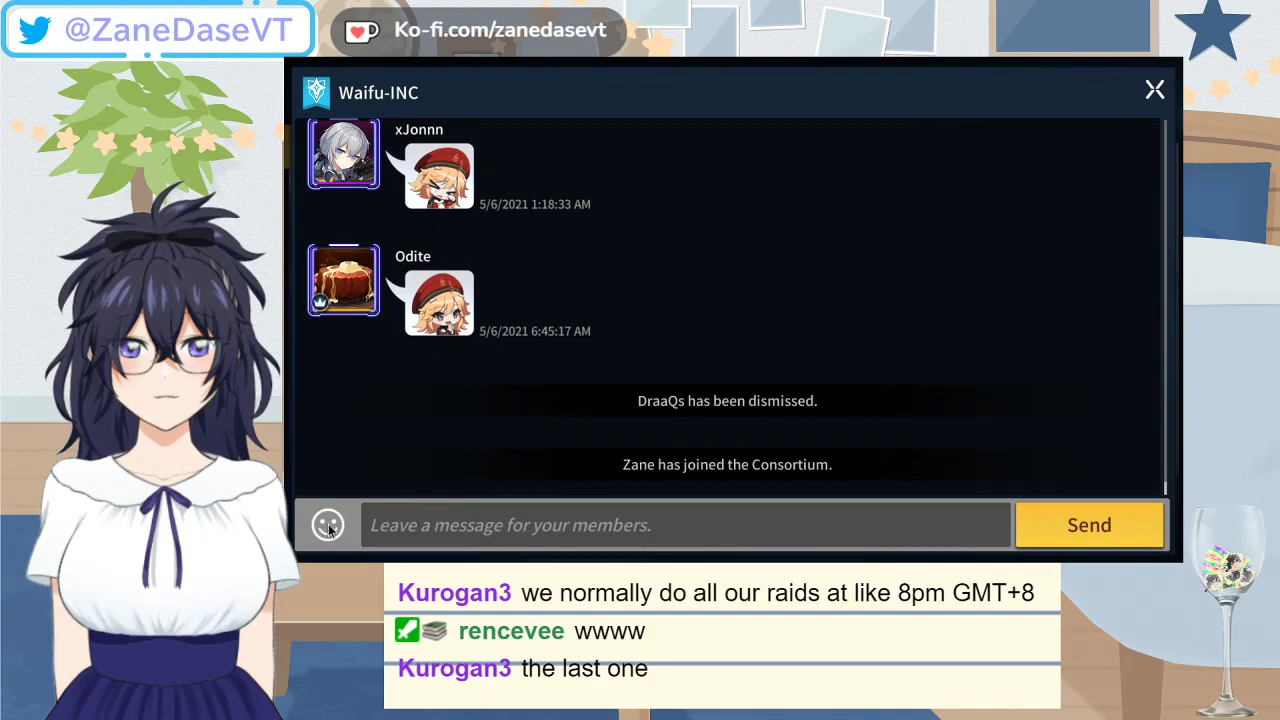 @ZaneDaseVT
Ko-fi.com/zanedasevt
Waifu-INC
xJonnn
5/6/2021 1:18:33 AM
Odite
5/6/2021 6:45:17 AM
DraaQs has been dismissed.
Zane has joined the Consortium.
Leave a message for your members.
Send
Kurogan3 we normally do all our raids at like 8pm GMT+8
rencevee wwww
Kurogan3 the last one